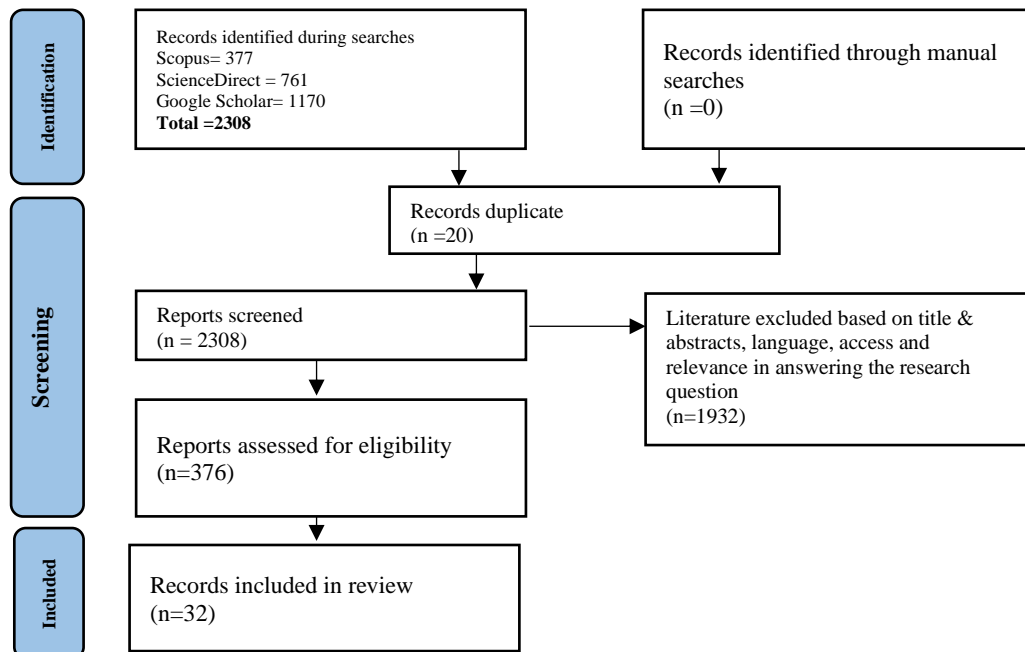 Identification
Records identified during searches
Scopus= 377
ScienceDirect = 761
Google Scholar= 1170
Total =2308
Records identified through manual
searches
(n =0)
Screening
Records duplicate
(n =20)
Reports screened
(n = 2308)
Literature excluded based on title &
abstracts, language, access and
relevance in answering the research
question
(n=1932)
Reports assessed for eligibility
(n=376)
Included
Records included in review
(n=32)